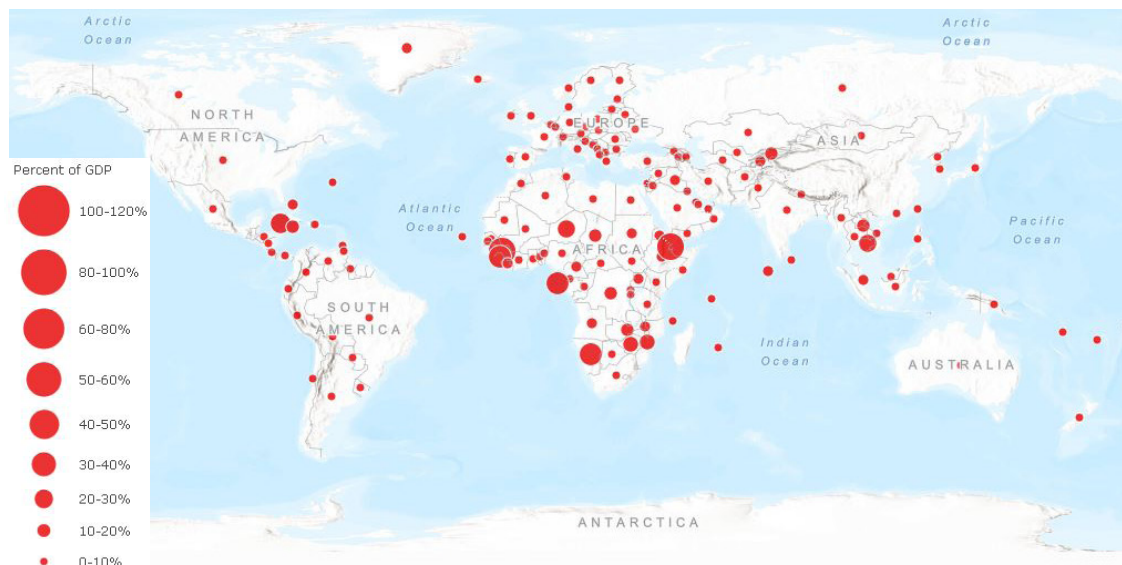 Arctic
Ocean
Arctic
Ocean
NORTH
AMERICA
EUROPE
ASIA
Percent of GDP
100-120%
80-100%
60-80%
50-60%
40-50%
30-40%
20-30%
10-20%
0-10%
Atlantic
Ocean
Pacific
Ocean
AFRICA
SOUTH
AMERICA
Indian
Ocean
AUSTRALIA
ANTARCTICA